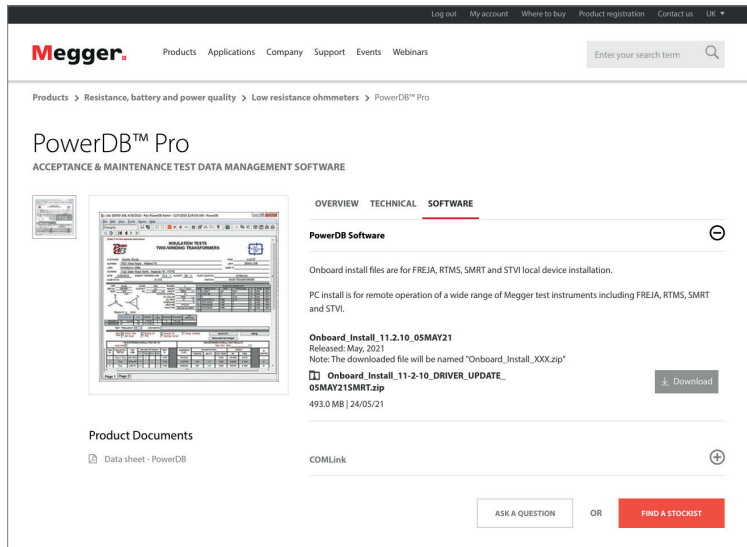 Log out My account Where to buy Product registration Contact us UK
Megger.
Products Applications Company Support Events Webinars
Enter your search term
Products > Resistance, battery and power quality > Low resistance ohmmeters > PowerDB™ Pro
PowerDB™ Pro
ACCEPTANCE & MAINTENANCE TEST DATA MANAGEMENT SOFTWARE
OVERVIEW TECHNICAL SOFTWARE
PowerDB Software
Onboard install files are for FREJA, RTMS, SMRT and STVI local device installation.
PC install is for remote operation of a wide range of Megger test instruments including FREJA, RTMS, SMRT
and STVI.
Onboard_Install_11.2.10_05MAY21
Released: May, 2021
Note: The downloaded file will be named "Onboard_Install_XXX.zip"
Onboard_Install_11-2-10_DRIVER_UPDATE_
05MAY21SMRT.zip
Download
493.0 MB | 24/05/21
INSULATION TESTS
TWO-WINDING TRANSFORMERS
Page 1 Page 2
Product Documents
Data sheet - PowerDB
COMLink
ASK A QUESTION OR FIND A STOCKIST